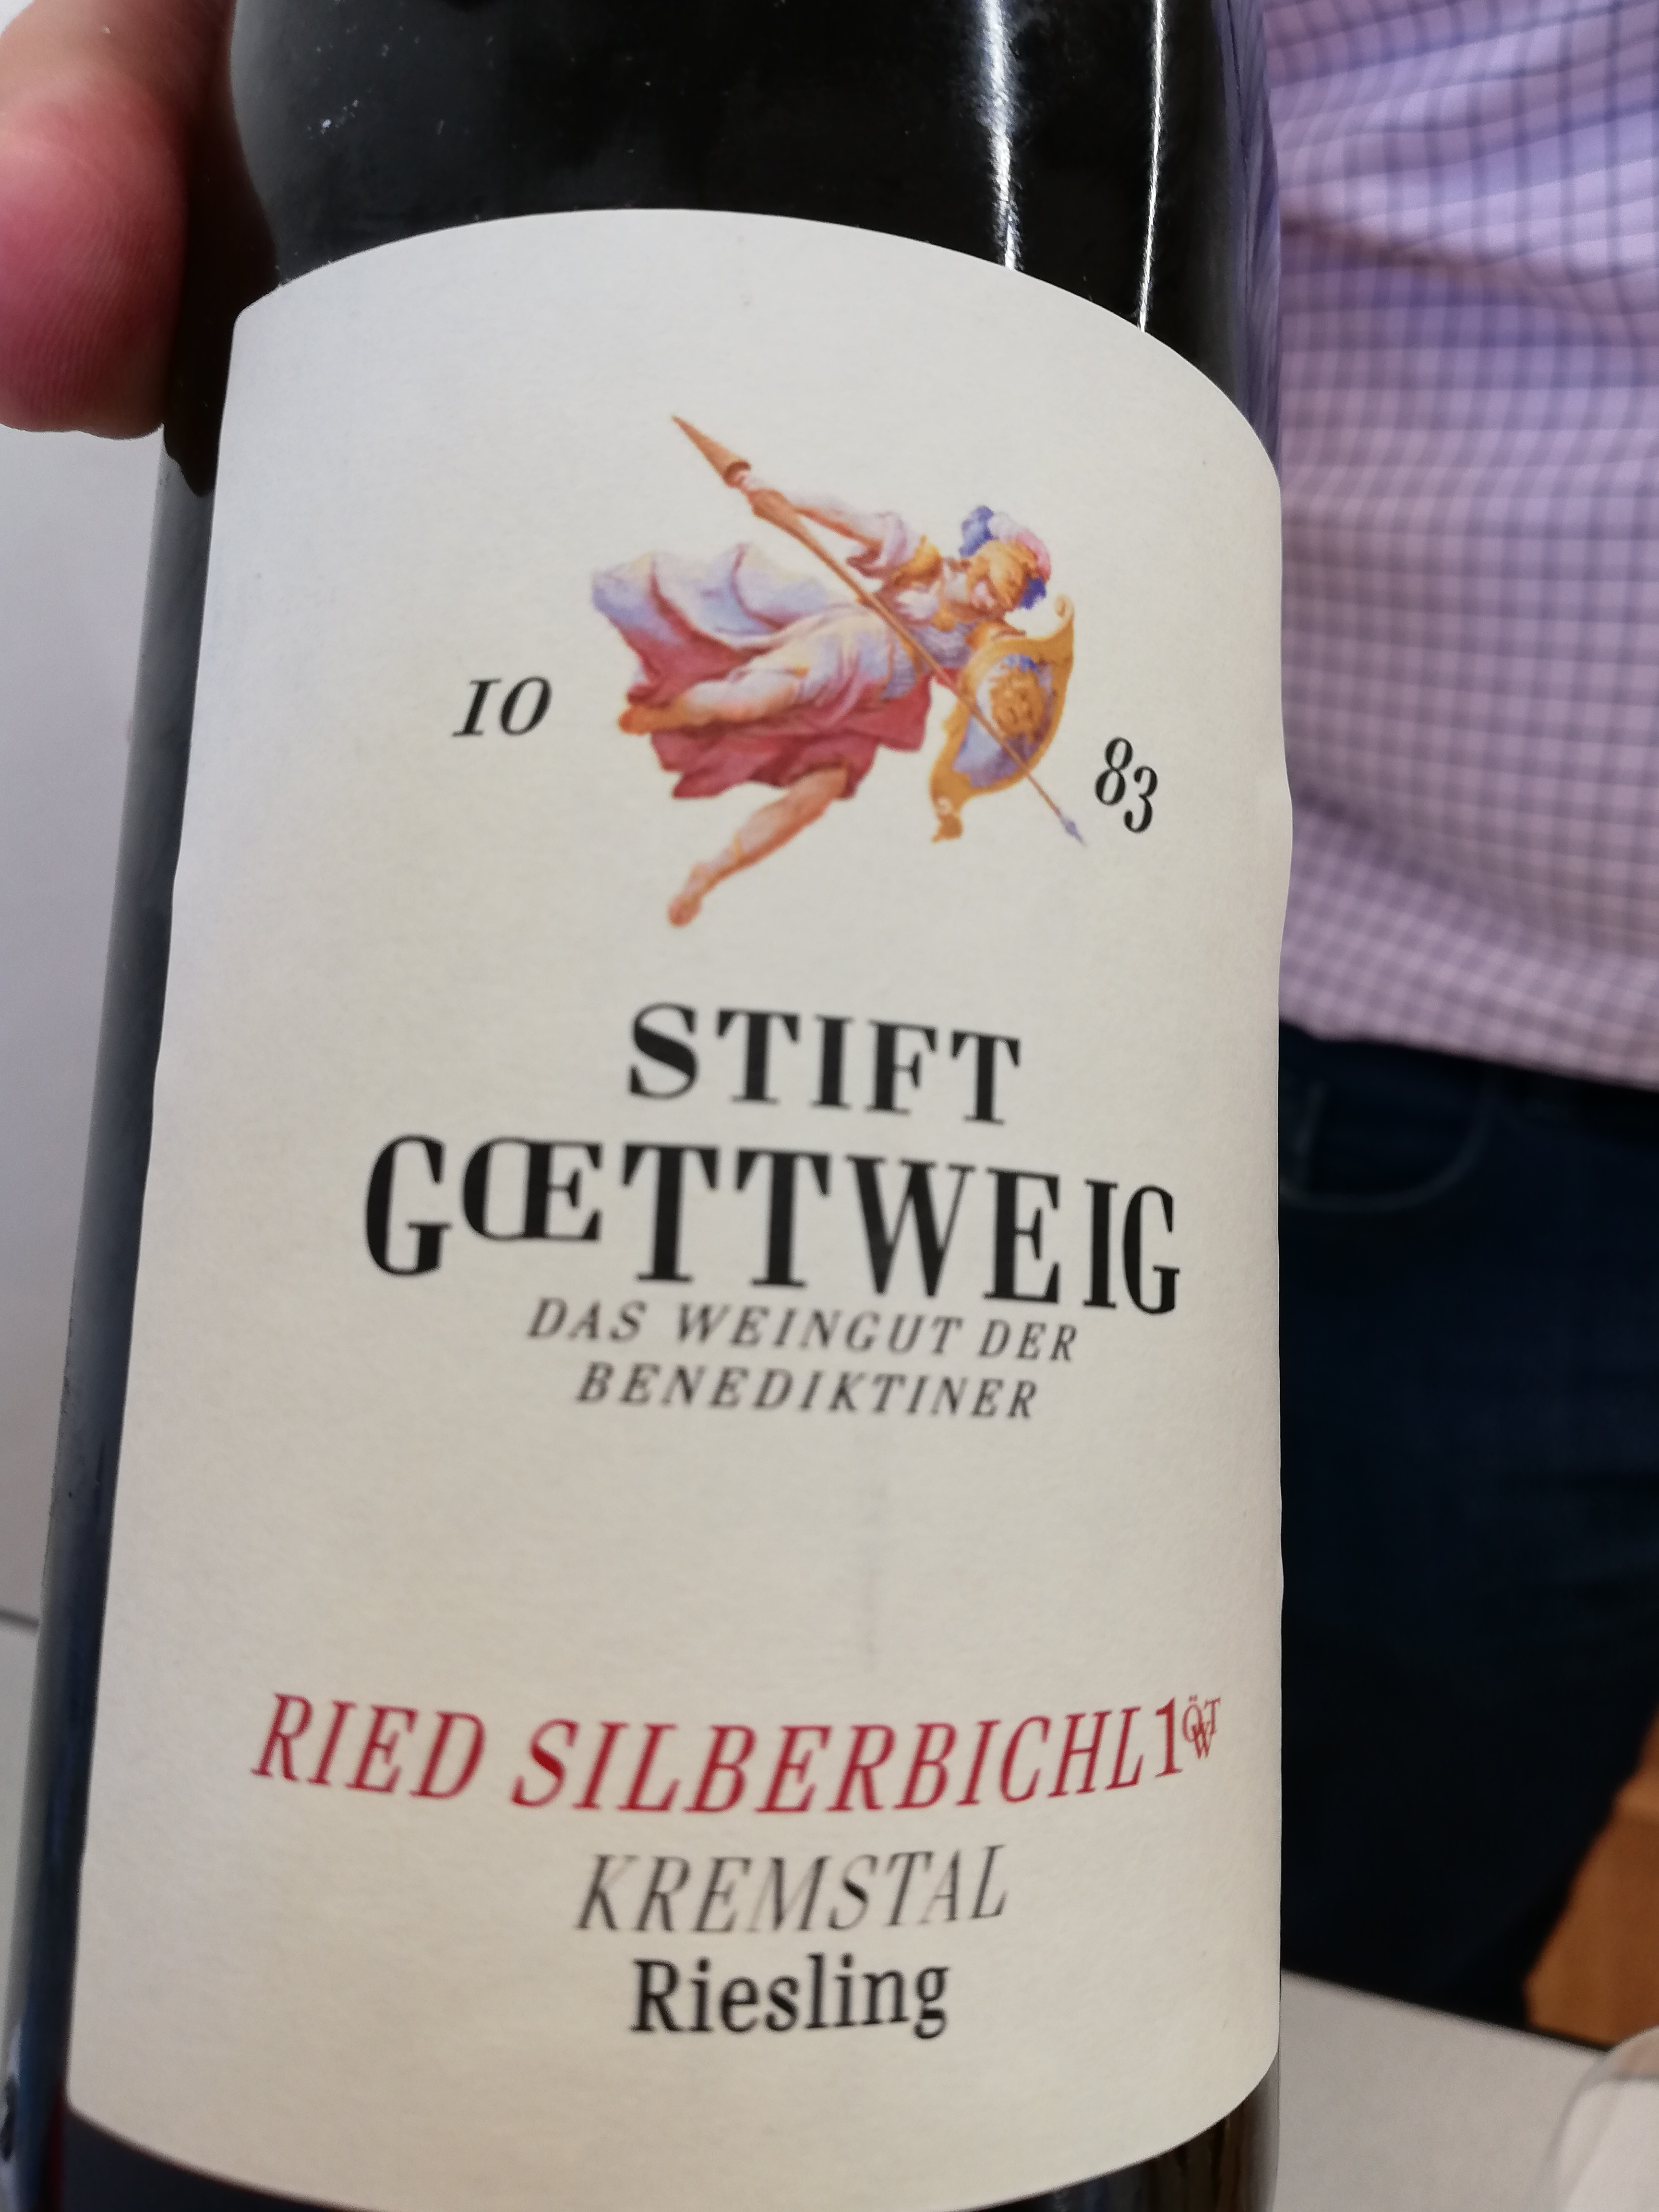 10 83
STIFT
GŒTTWEIG
DAS WEINGUT DER
BENEDIKTINER
RIED SILBERBICHL 1ÖTW
KREMSTAL
Riesling